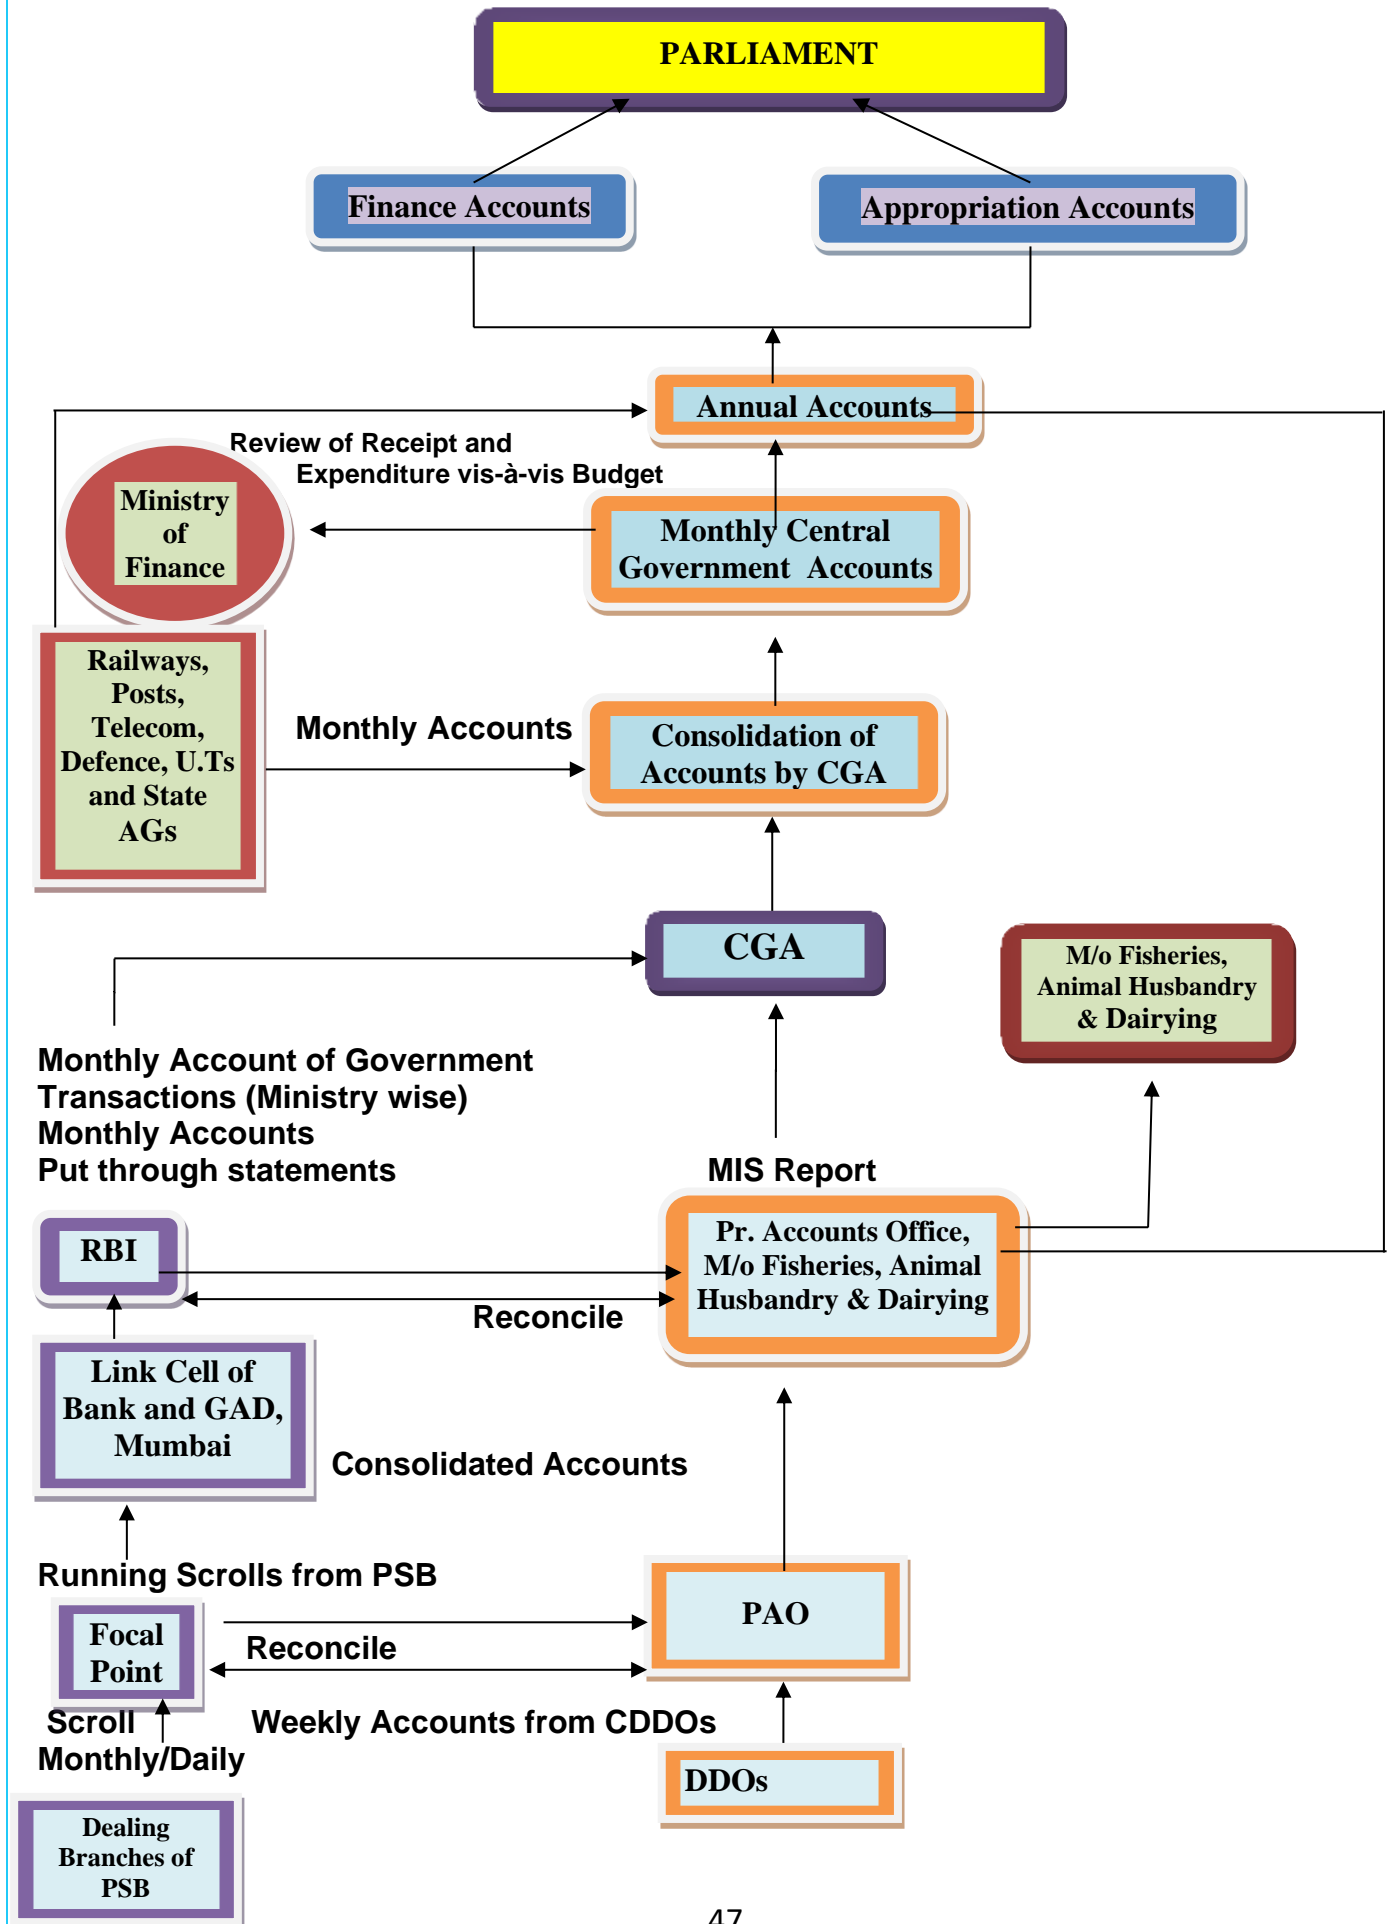 PARLIAMENT
Finance Accounts
Appropriation Accounts
Annual Accounts
Review of Receipt and
Expenditure vis-à-vis Budget
Ministry
of
Finance
Monthly Central
Government Accounts
Railways,
Posts,
Telecom,
Defence, U.Ts
and State
AGs
Monthly Accounts
Consolidation of
Accounts by CGA
CGA
M/o Fisheries,
Animal Husbandry
& Dairying
Monthly Account of Government
Transactions (Ministry wise)
Monthly Accounts
Put through statements
MIS Report
RBI
Pr. Accounts Office,
M/o Fisheries, Animal
Husbandry & Dairying
Reconcile
Link Cell of
Bank and GAD,
Mumbai
Consolidated Accounts
Running Scrolls from PSB
PAO
Focal
Point
Reconcile
Scroll
Monthly/Daily
Weekly Accounts from CDDOs
DDOs
Dealing
Branches of
PSB
47